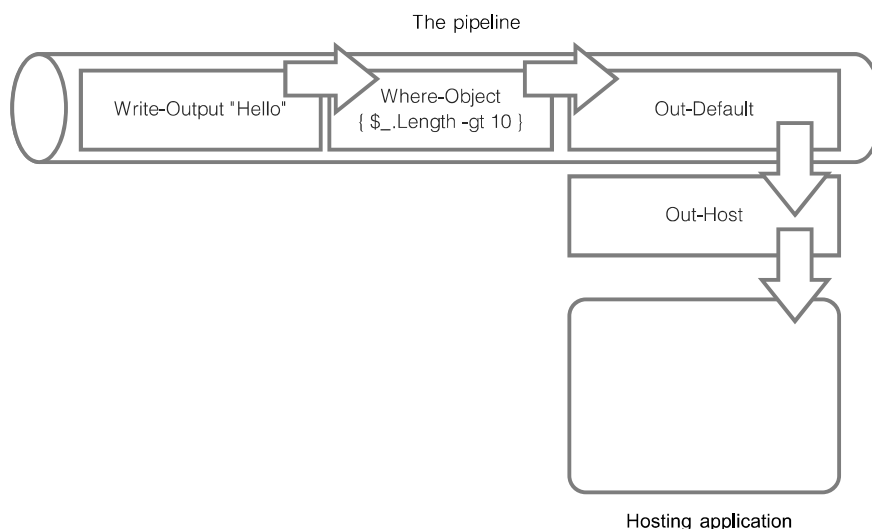 The pipeline
Write-Output "Hello"
Where-Object
{ $_.Length -gt 10 }
Out-Default
Out-Host
Hosting application